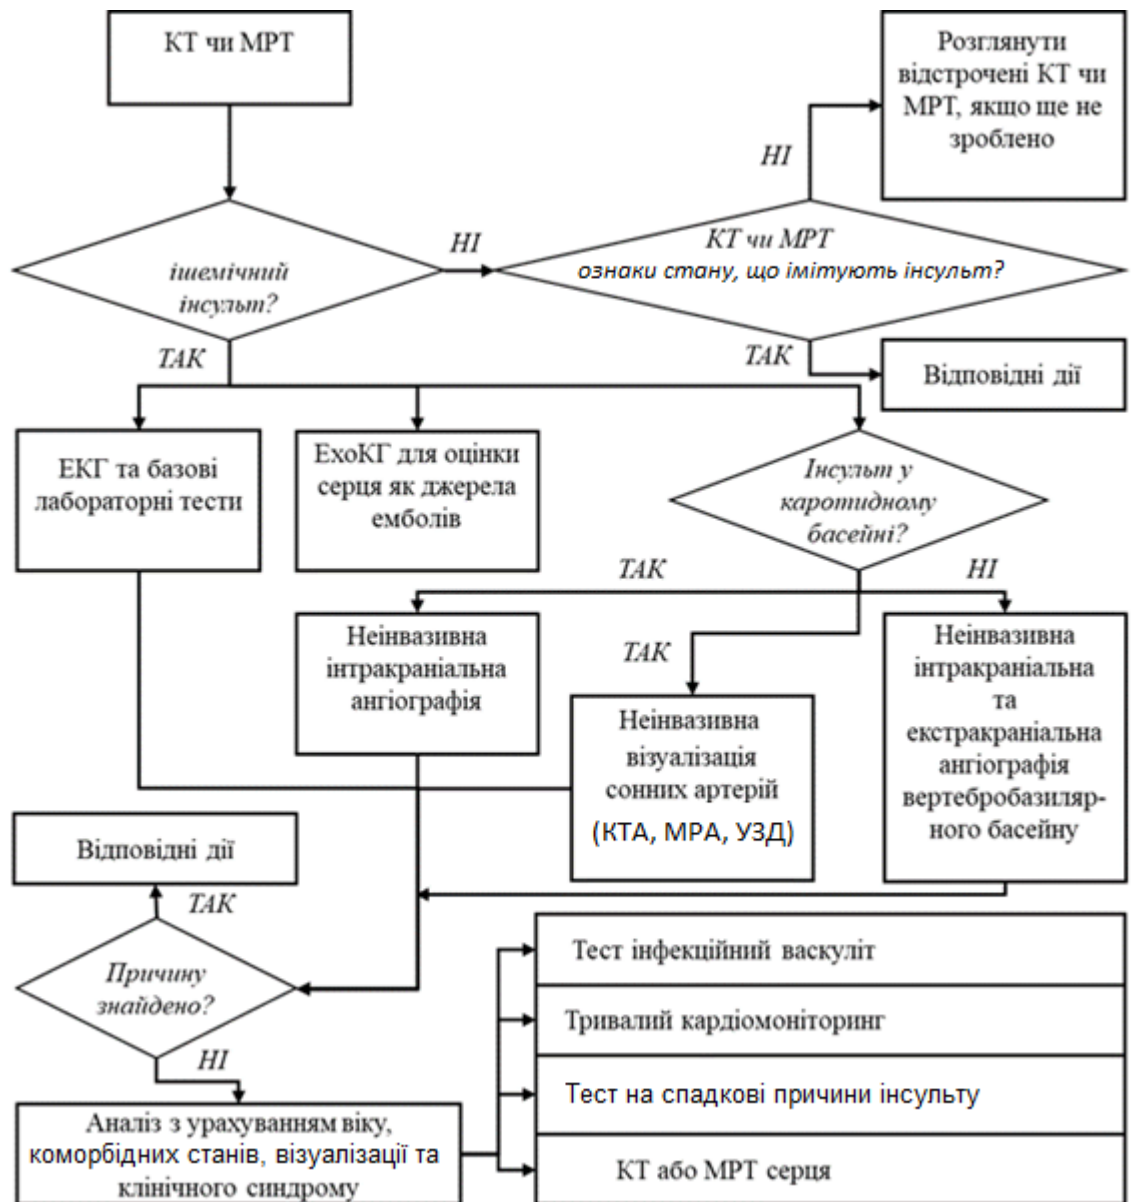 КТ чи МРТ
Розглянути
відстрочені КТ чи
МРТ, якщо ще не
зроблено
НІ
ішемічний
інсульт?
НІ
КТ чи МРТ
ознаки стану, що імітують інсульт?
ТАК
ТАК
Відповідні дії
ЕКГ та базові
лабораторні тести
ЕхоКГ для оцінки
серця як джерела
емболів
Інсульт у
каротидному
басейні?
ТАК
НІ
Неінвазивна
інтракраніальна
ангіографія
ТАК
Неінвазивна
візуалізація
сонних артерій
(КТА, МРА, УЗД)
Неінвазивна
інтракраніальна
та
екстракраніальна
ангіографія
вертебробазиляр-
ного басейну
Відповідні дії
ТАК
Причину
знайдено?
НІ
Аналіз з урахуванням віку,
коморбідних станів, візуалізації та
клінічного синдрому
Тест інфекційний васкуліт
Тривалий кардіомоніторинг
Тест на спадкові причини інсульту
КТ або МРТ серця